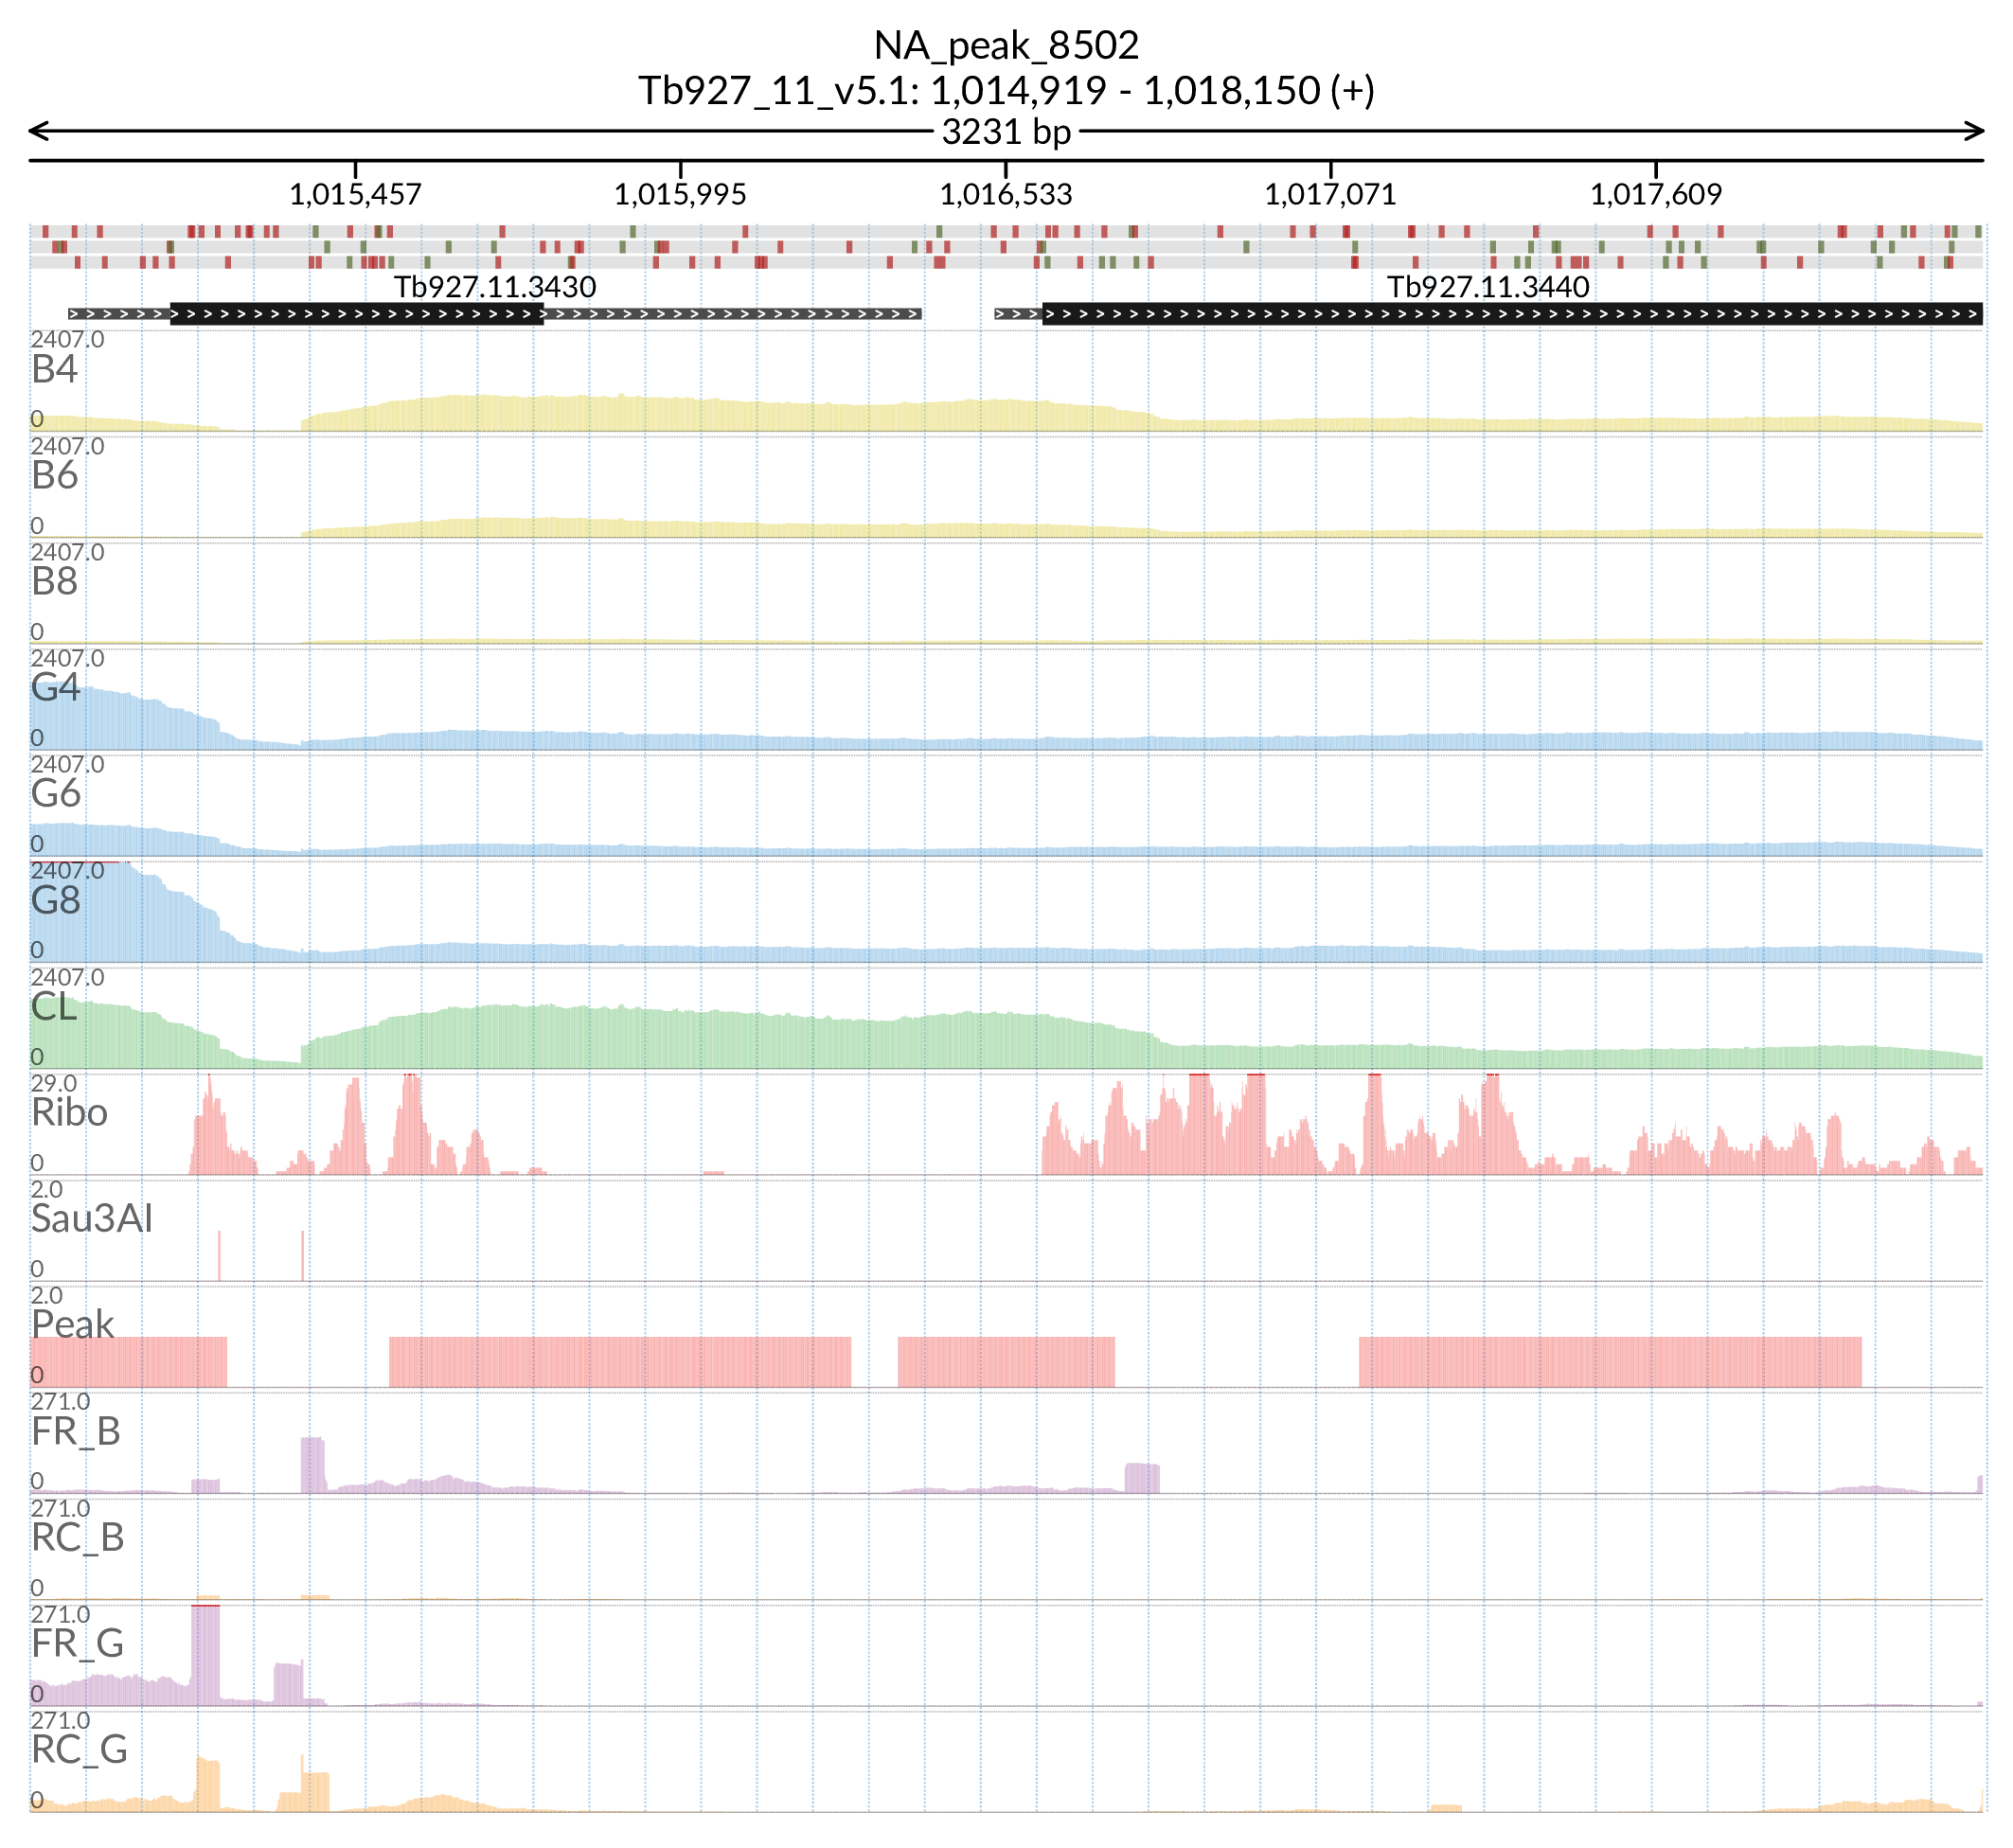 NA_peak_8502
Tb927_11_v5.1: 1,014,919 - 1,018,150 (+)
3231 bp
1,015,457 1,015,995 1,016,533 1,017,071 1,017,609
Tb927.11.3430 Tb927.11.3440
2407.0
B4
0
2407.0
B6
0
2407.0
B8
0
2407.0
G4
0
2407.0
G6
0
2407.0
G8
0
2407.0
CL
0
29.0
Ribo
0
2.0
Sau3AI
0
2.0
Peak
0
271.0
FR_B
0
271.0
RC_B
0
271.0
FR_G
0
271.0
RC_G
0